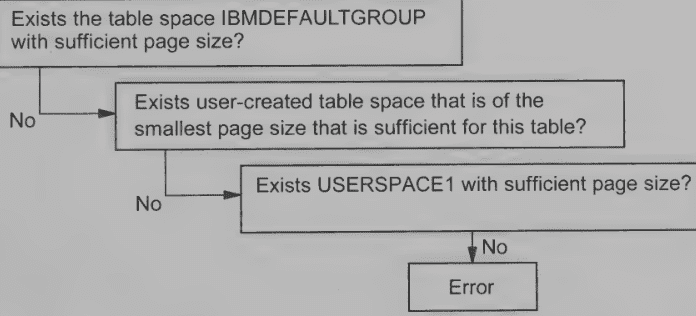 Exists the table space IBMDEFAULTGROUP
with sufficient page size?
No
Exists user-created table space that is of the
smallest page size that is sufficient for this table?
No
Exists USERSPACE1 with sufficient page size?
No
Error